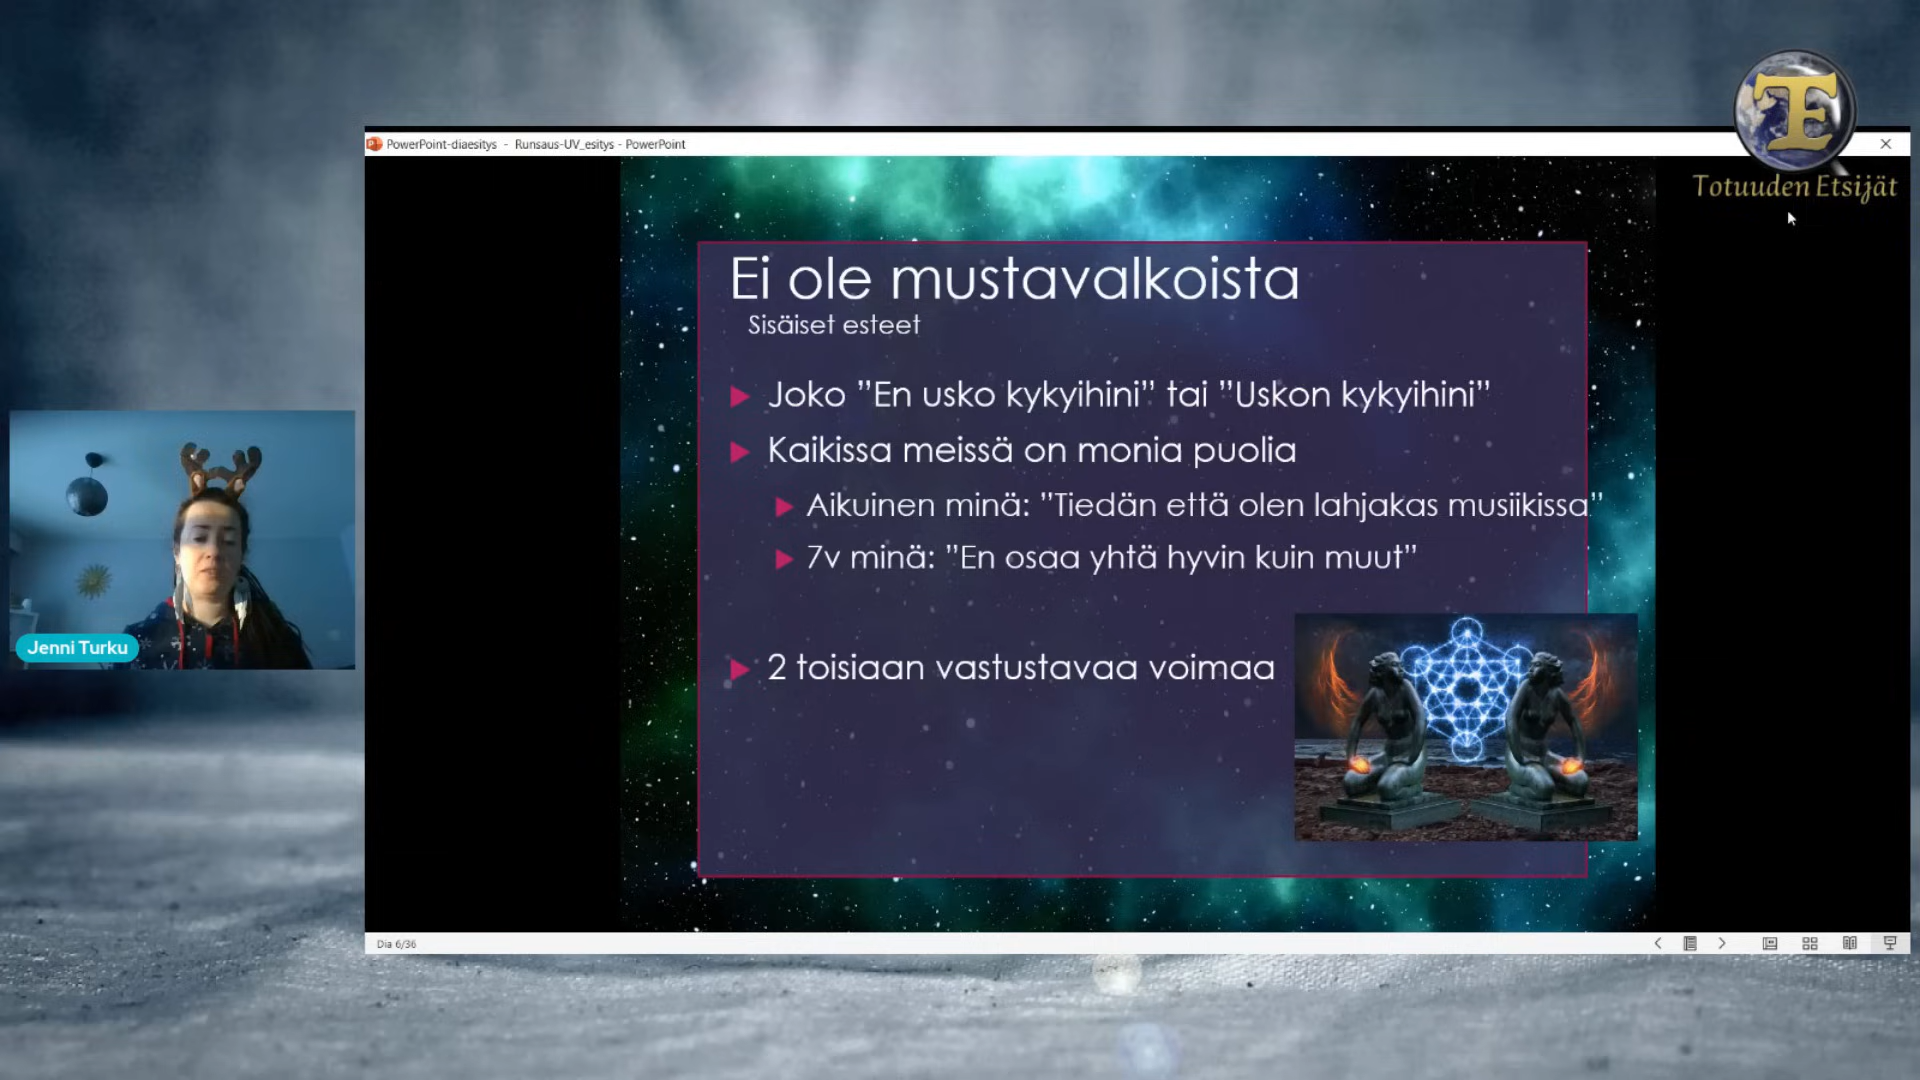 TE
Totuuden Etsijät
PowerPoint-diaesitys - Runsaus-UV_esitys - PowerPoint
Ei ole mustavalkoista
Sisäiset esteet
Joko ”En usko kykyihini” tai ”Uskon kykyihini”
Kaikissa meissä on monia puolia
Aikuinen minä: ”Tiedän että olen lahjakas musiikissa”
7v minä: ”En osaa yhtä hyvin kuin muut”
2 toisiaan vastustavaa voimaa
Jenni Turku
Dia 6/36